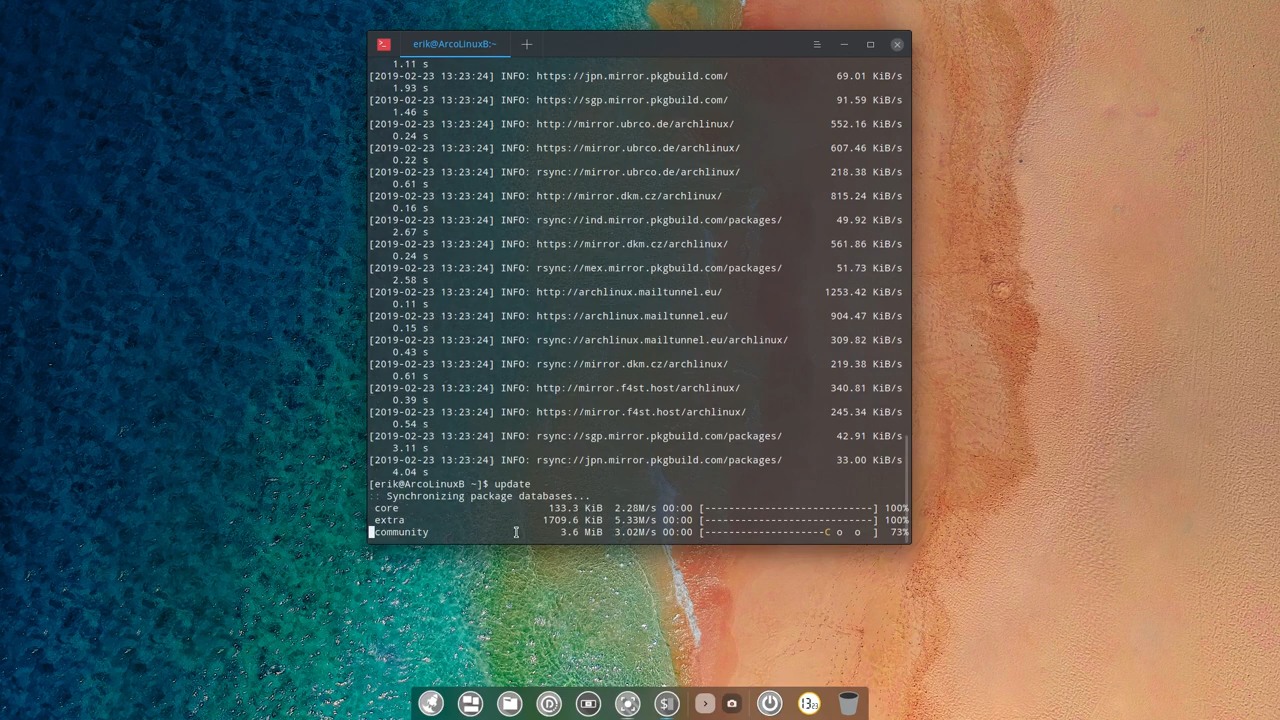 erik@ArcoLinuxB:~
1.11 s
[2019-02-23 13:23:24] INFO: https://jpn.mirror.pkgbuild.com/ 69.01 KiB/s
1.93 s
[2019-02-23 13:23:24] INFO: https://sgp.mirror.pkgbuild.com/ 91.59 KiB/s
1.46 s
[2019-02-23 13:23:24] INFO: http://mirror.ubrco.de/archlinux/ 552.16 KiB/s
0.24 s
[2019-02-23 13:23:24] INFO: https://mirror.ubrco.de/archlinux/ 607.46 KiB/s
0.22 s
[2019-02-23 13:23:24] INFO: rsync://mirror.ubrco.de/archlinux/ 218.38 KiB/s
0.61 s
[2019-02-23 13:23:24] INFO: http://mirror.dkm.cz/archlinux/ 815.24 KiB/s
0.16 s
[2019-02-23 13:23:24] INFO: rsync://ind.mirror.pkgbuild.com/packages/ 49.92 KiB/s
2.67 s
[2019-02-23 13:23:24] INFO: https://mirror.dkm.cz/archlinux/ 561.86 KiB/s
0.24 s
[2019-02-23 13:23:24] INFO: rsync://mex.mirror.pkgbuild.com/packages/ 51.73 KiB/s
2.58 s
[2019-02-23 13:23:24] INFO: http://archlinux.mailtunnel.eu/ 1253.42 KiB/s
0.11 s
[2019-02-23 13:23:24] INFO: https://archlinux.mailtunnel.eu/ 904.47 KiB/s
0.15 s
[2019-02-23 13:23:24] INFO: rsync://archlinux.mailtunnel.eu/archlinux/ 309.82 KiB/s
0.43 s
[2019-02-23 13:23:24] INFO: rsync://mirror.dkm.cz/archlinux/ 219.38 KiB/s
0.61 s
[2019-02-23 13:23:24] INFO: http://mirror.f4st.host/archlinux/ 340.81 KiB/s
0.39 s
[2019-02-23 13:23:24] INFO: https://mirror.f4st.host/archlinux/ 245.34 KiB/s
0.54 s
[2019-02-23 13:23:24] INFO: rsync://sgp.mirror.pkgbuild.com/packages/ 42.91 KiB/s
3.11 s
[2019-02-23 13:23:24] INFO: rsync://jpn.mirror.pkgbuild.com/packages/ 33.00 KiB/s
4.04 s
[erik@ArcoLinuxB ~]$ update
:: Synchronizing package databases...
core 133.3 KiB 2.28M/s 00:00 [----------------------------] 100%
extra 1709.6 KiB 5.33M/s 00:00 [----------------------------] 100%
community 3.6 MiB 3.02M/s 00:00 [--------------------C o  o  ] 73%
13 23